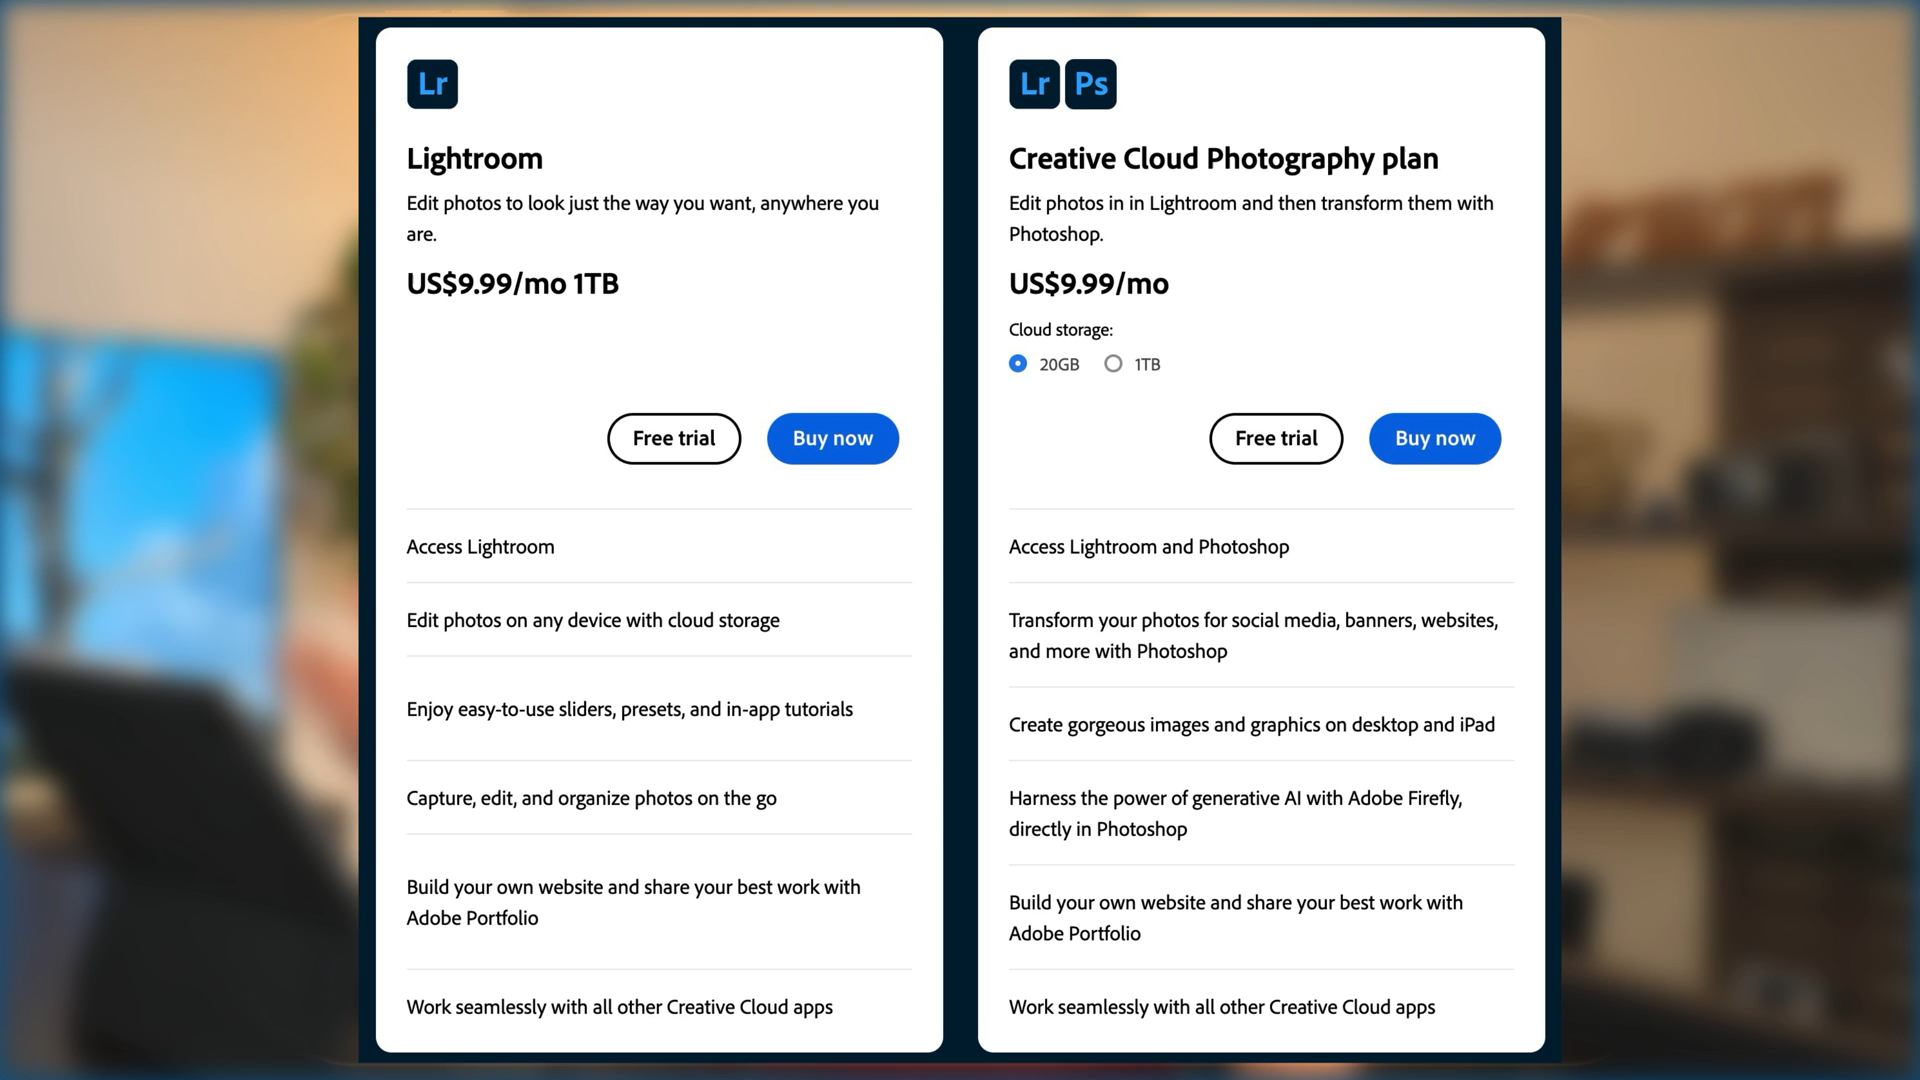 Lr
Lightroom
Edit photos to look just the way you want, anywhere you
are.
US$9.99/mo 1TB
Free trial
Buy now
Access Lightroom
Edit photos on any device with cloud storage
Enjoy easy-to-use sliders, presets, and in-app tutorials
Capture, edit, and organize photos on the go
Build your own website and share your best work with
Adobe Portfolio
Work seamlessly with all other Creative Cloud apps
Lr Ps
Creative Cloud Photography plan
Edit photos in in Lightroom and then transform them with
Photoshop.
US$9.99/mo
Cloud storage:
20GB 1TB
Free trial
Buy now
Access Lightroom and Photoshop
Transform your photos for social media, banners, websites,
and more with Photoshop
Create gorgeous images and graphics on desktop and iPad
Harness the power of generative AI with Adobe Firefly,
directly in Photoshop
Build your own website and share your best work with
Adobe Portfolio
Work seamlessly with all other Creative Cloud apps